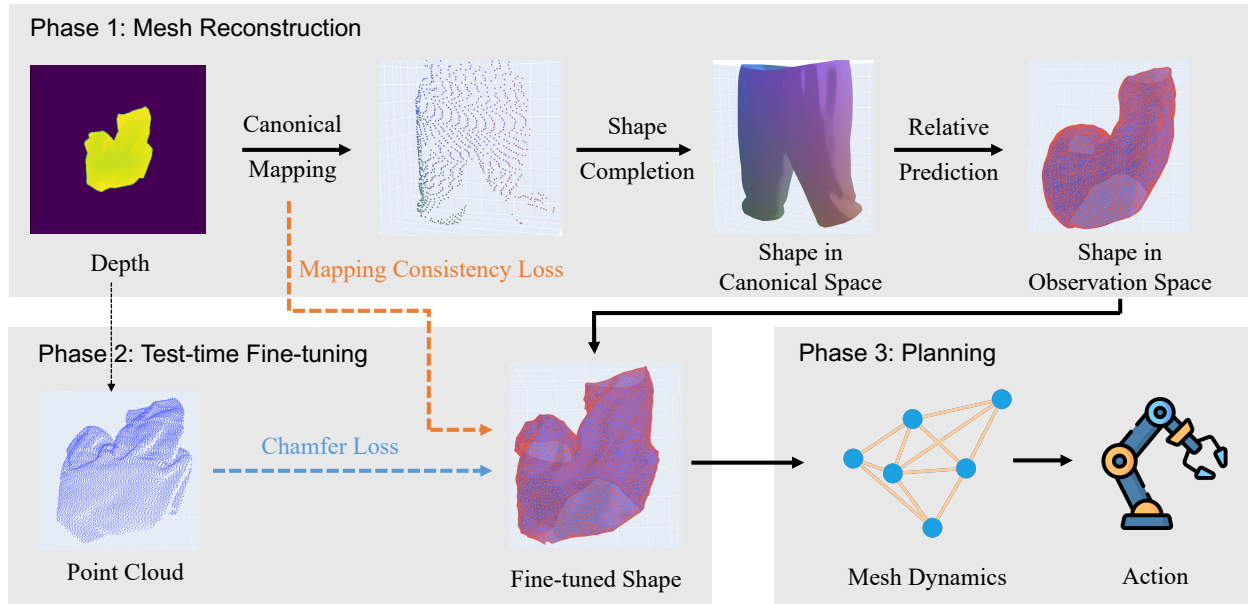 Phase 1: Mesh Reconstruction
Canonical
Mapping
Shape
Completion
Relative
Prediction
Depth
Mapping Consistency Loss
Shape in
Canonical Space
Shape in
Observation Space
Phase 2: Test-time Fine-tuning
Chamfer Loss
Point Cloud
Fine-tuned Shape
Phase 3: Planning
Mesh Dynamics
Action